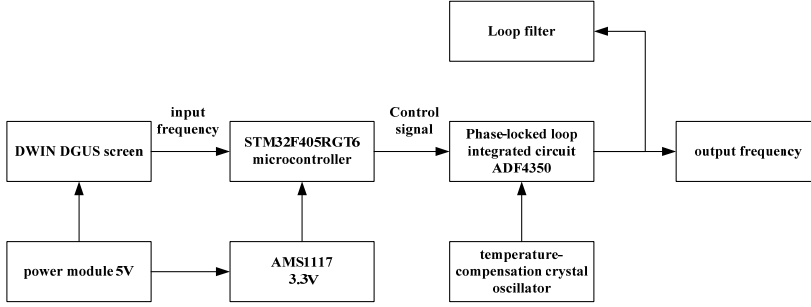 Loop filter
input
frequency
Control
signal
DWIN DGUS screen
STM32F405RGT6
microcontroller
Phase-locked loop
integrated circuit
ADF4350
output frequency
power module 5V
AMS1117
3.3V
temperature-
compensation crystal
oscillator